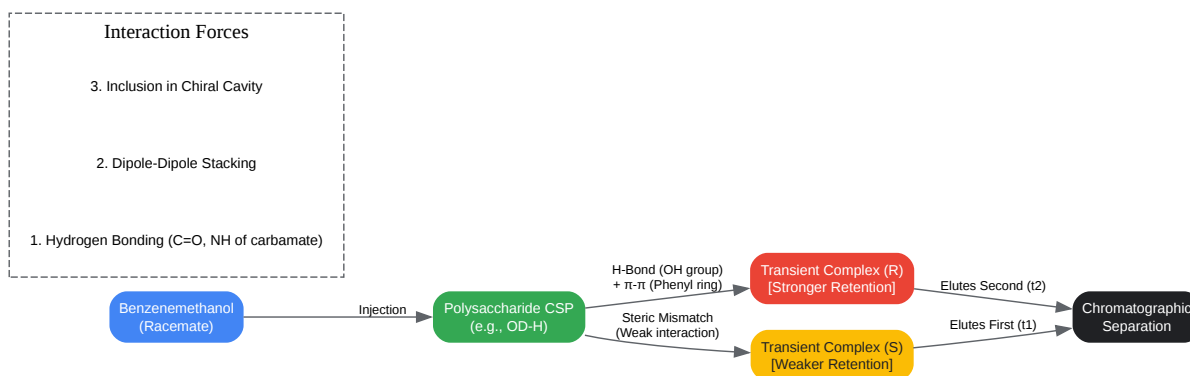 Interaction Forces
3. Inclusion in Chiral Cavity
2. Dipole-Dipole Stacking
1. Hydrogen Bonding (C=O, NH of carbamate)
Benzenemethanol
(Racemate)
Injection
Polysaccharide CSP
(e.g., OD-H)
H-Bond (OH group)
+ π-π (Phenyl ring)
Steric Mismatch
(Weak interaction)
Transient Complex (R)
[Stronger Retention]
Transient Complex (S)
[Weaker Retention]
Elutes Second (t2)
Elutes First (t1)
Chromatographic
Separation